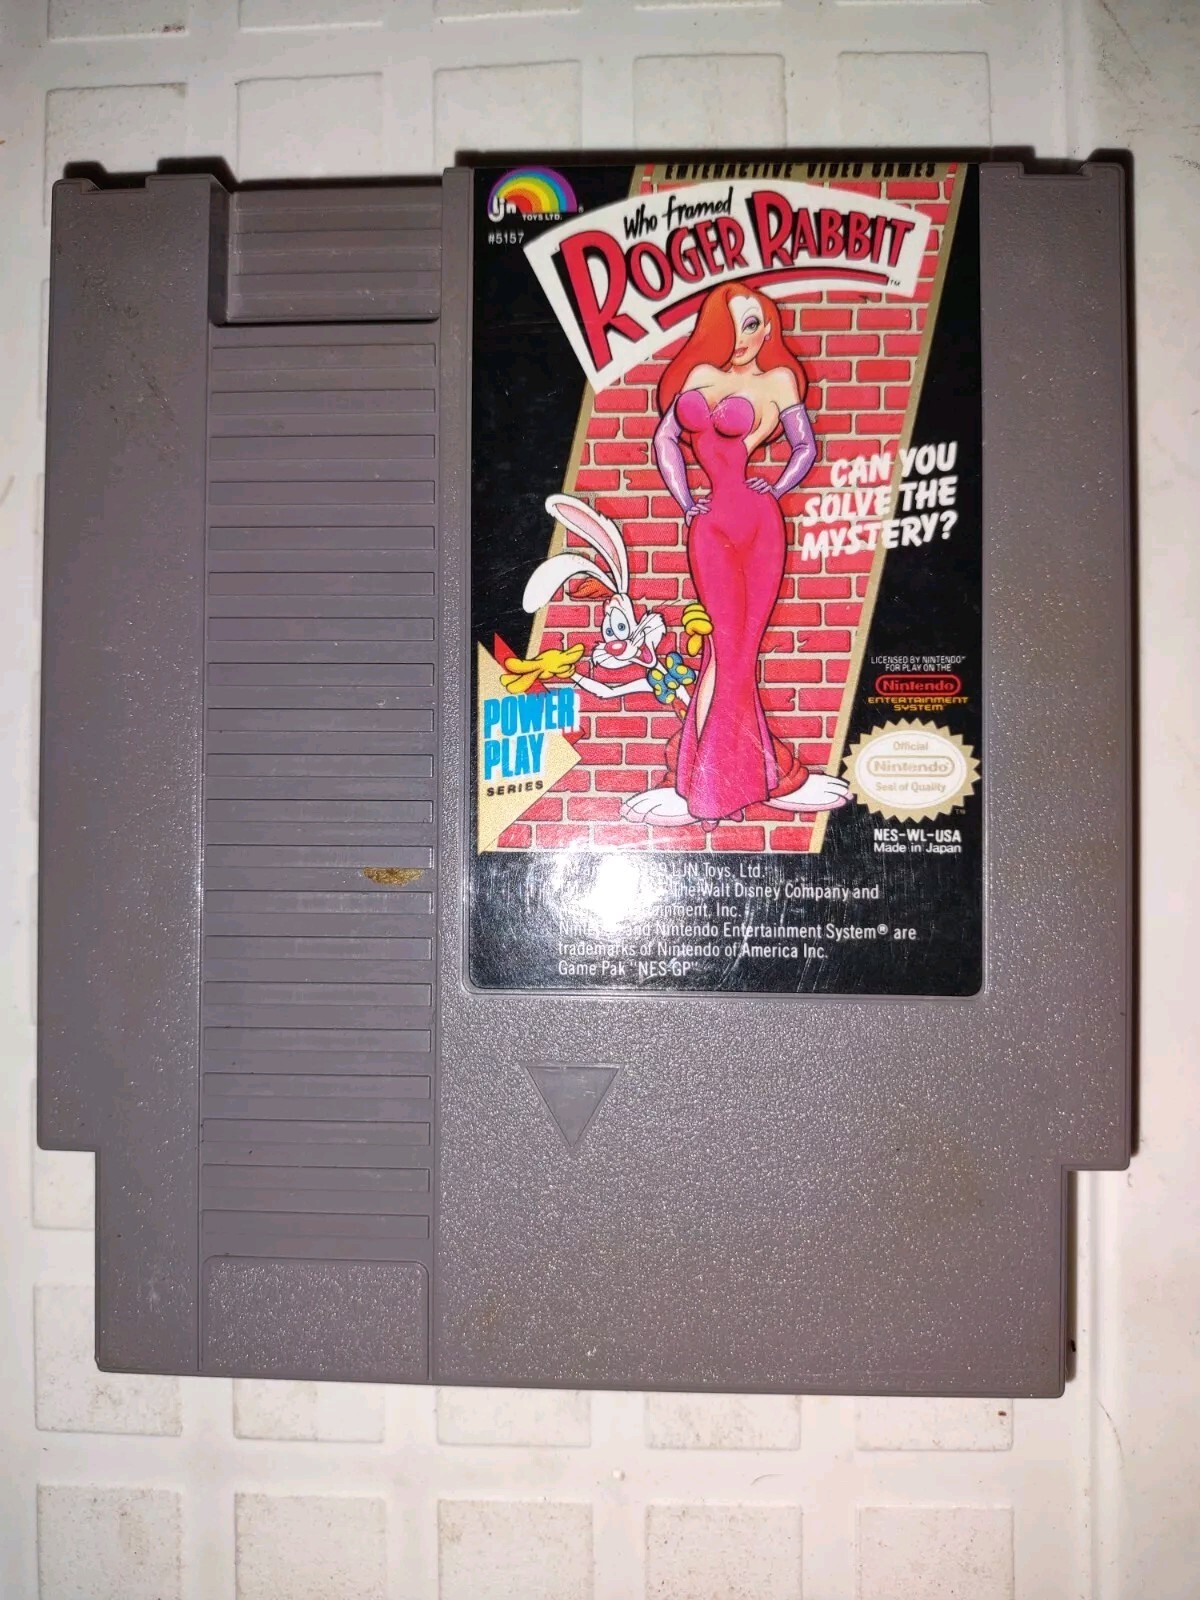 ENTERACTIVE VIDEO GAMES
ljn
TOYS LTD.
#5157
Who framed
ROGER RABBIT
TM
CAN YOU
SOLVE THE
MYSTERY?
LICENSED BY NINTENDO®
FOR PLAY ON THE
Nintendo
ENTERTAINMENT
SYSTEM
POWER
PLAY
SERIES
Official
Nintendo
Seal of Quality
TM
NES-WL-USA
Made in Japan
LJN Toys, Ltd.
The Walt Disney Company and
Inc.
and Nintendo Entertainment System® are
trademarks of Nintendo of America Inc.
Game Pak "NES-GP"